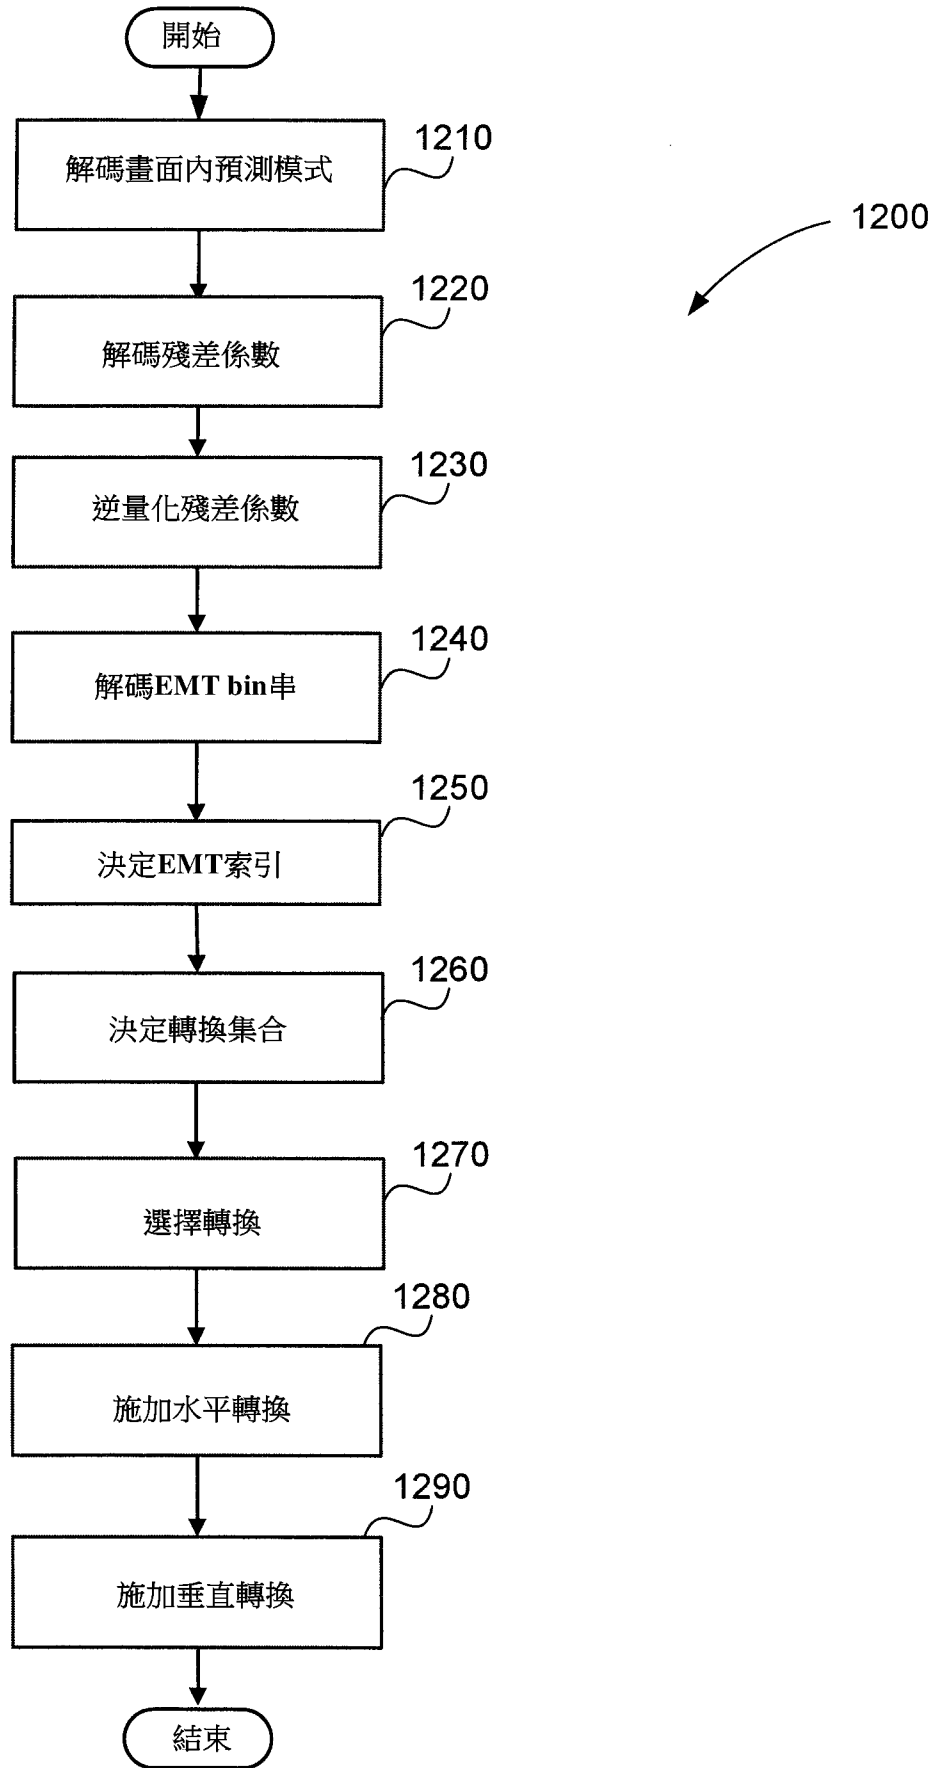 開始
1210
解碼畫面內預測模式
1200
1220
解碼殘差係數
1230
逆量化殘差係數
1240
解碼EMT bin串
1250
決定EMT索引
1260
決定轉換集合
1270
選擇轉換
1280
施加水平轉換
1290
施加垂直轉換
結束